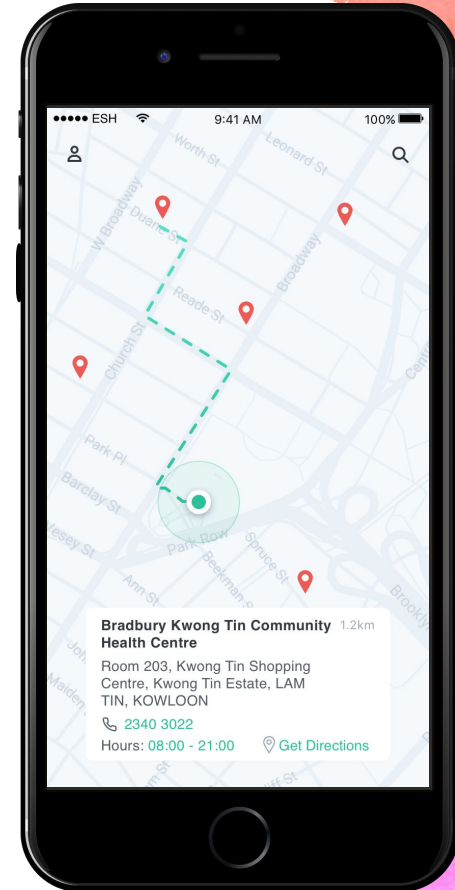 ESH
9:41 AM
100%
Worth St
Leonard St
W Broadway
Duane St
Broadway
Reade St
Church St
Park Pl
Barclay St
Park Row
Spruce St
Beekman S
Ann St
Bradbury Kwong Tin Community 1.2km
Health Centre
Room 203, Kwong Tin Shopping
Centre, Kwong Tin Estate, LAM
TIN, KOWLOON
2340 3022
Hours: 08:00 - 21:00 Get Directions